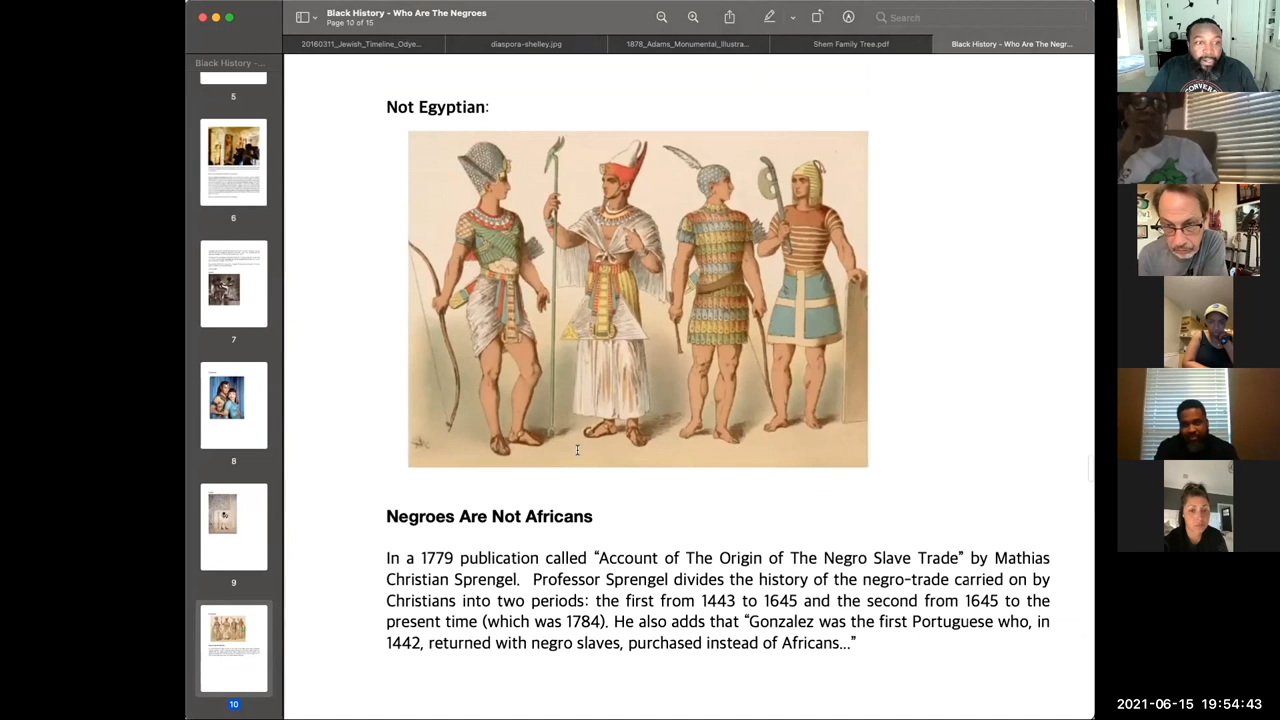 Black History - Who Are The Negroes
Page 10 of 15
Search
20160311_Jewish_Timeline_Odye...
diaspora-shelley.jpg
1878_Adams_Monumental_Illustra...
Shem Family Tree.pdf
Black History - Who Are The Negr...
Black History -...
5
6
7
8
9
10
Not Egyptian:
Negroes Are Not Africans
In a 1779 publication called “Account of The Origin of The Negro Slave Trade” by Mathias
Christian Sprengel. Professor Sprengel divides the history of the negro-trade carried on by
Christians into two periods: the first from 1443 to 1645 and the second from 1645 to the
present time (which was 1784). He also adds that “Gonzalez was the first Portuguese who, in
1442, returned with negro slaves, purchased instead of Africans...”
2021-06-15 19:54:43